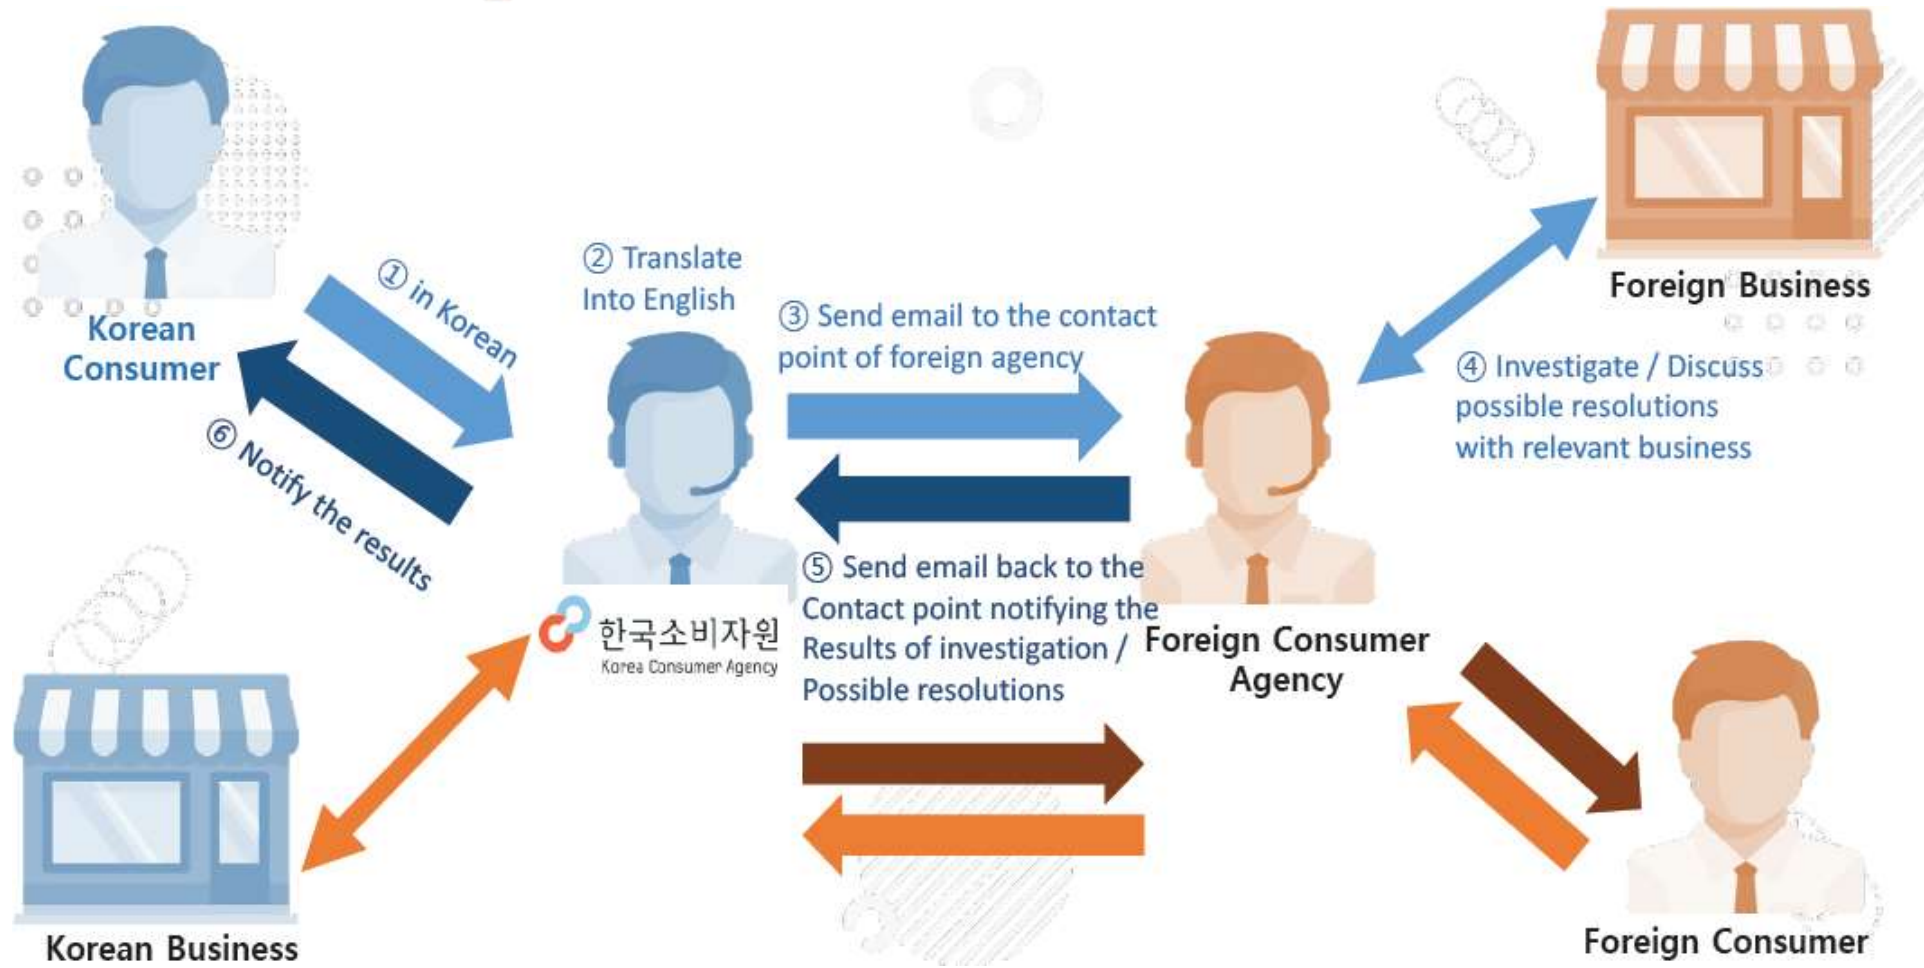 Korean
Consumer
① in Korean
② Translate
Into English
③ Send email to the contact
point of foreign agency
Foreign Business
④ Investigate / Discuss
possible resolutions
with relevant business
⑥ Notify the results
⑤ Send email back to the
Contact point notifying the
Results of investigation /
Possible resolutions
한국소비자원
Korea Consumer Agency
Foreign Consumer
Agency
Korean Business
Foreign Consumer